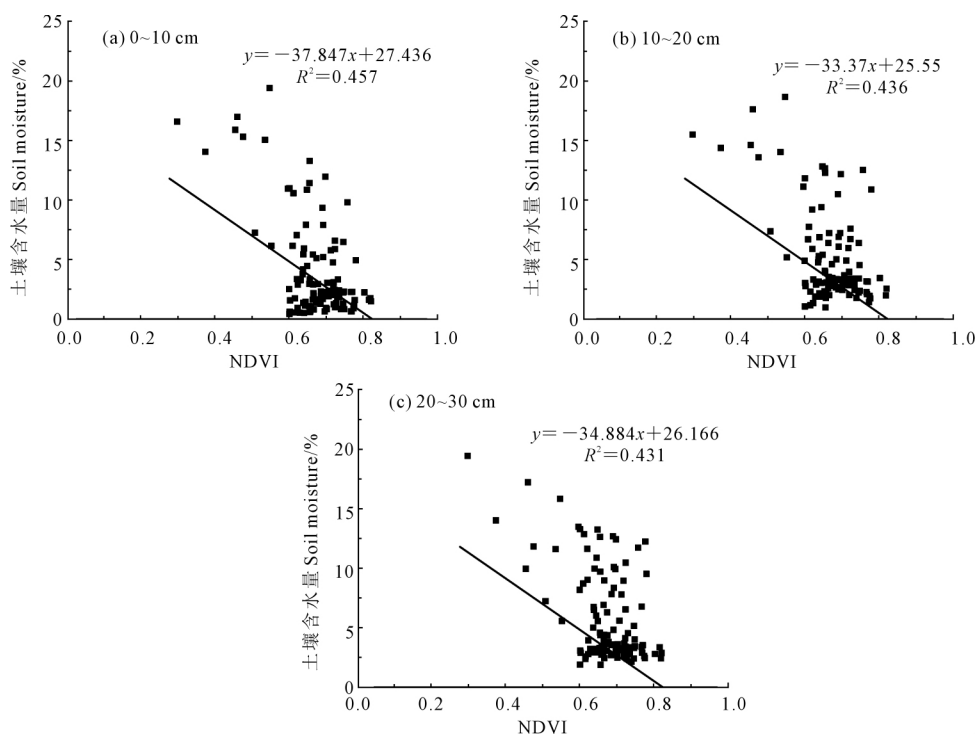 25
20
15
10
5
0
(a) 0~10 cm
y= −37.847x+27.436
R²=0.457
土壤含水量 Soil moisture/%
0.0 0.2 0.4 0.6 0.8 1.0
NDVI
25
20
15
10
5
0
(b) 10~20 cm
y= −33.37x+25.55
R²=0.436
土壤含水量 Soil moisture/%
0.0 0.2 0.4 0.6 0.8 1.0
NDVI
25
20
15
10
5
0
(c) 20~30 cm
y= −34.884x+26.166
R²=0.431
土壤含水量 Soil moisture/%
0.0 0.2 0.4 0.6 0.8 1.0
NDVI